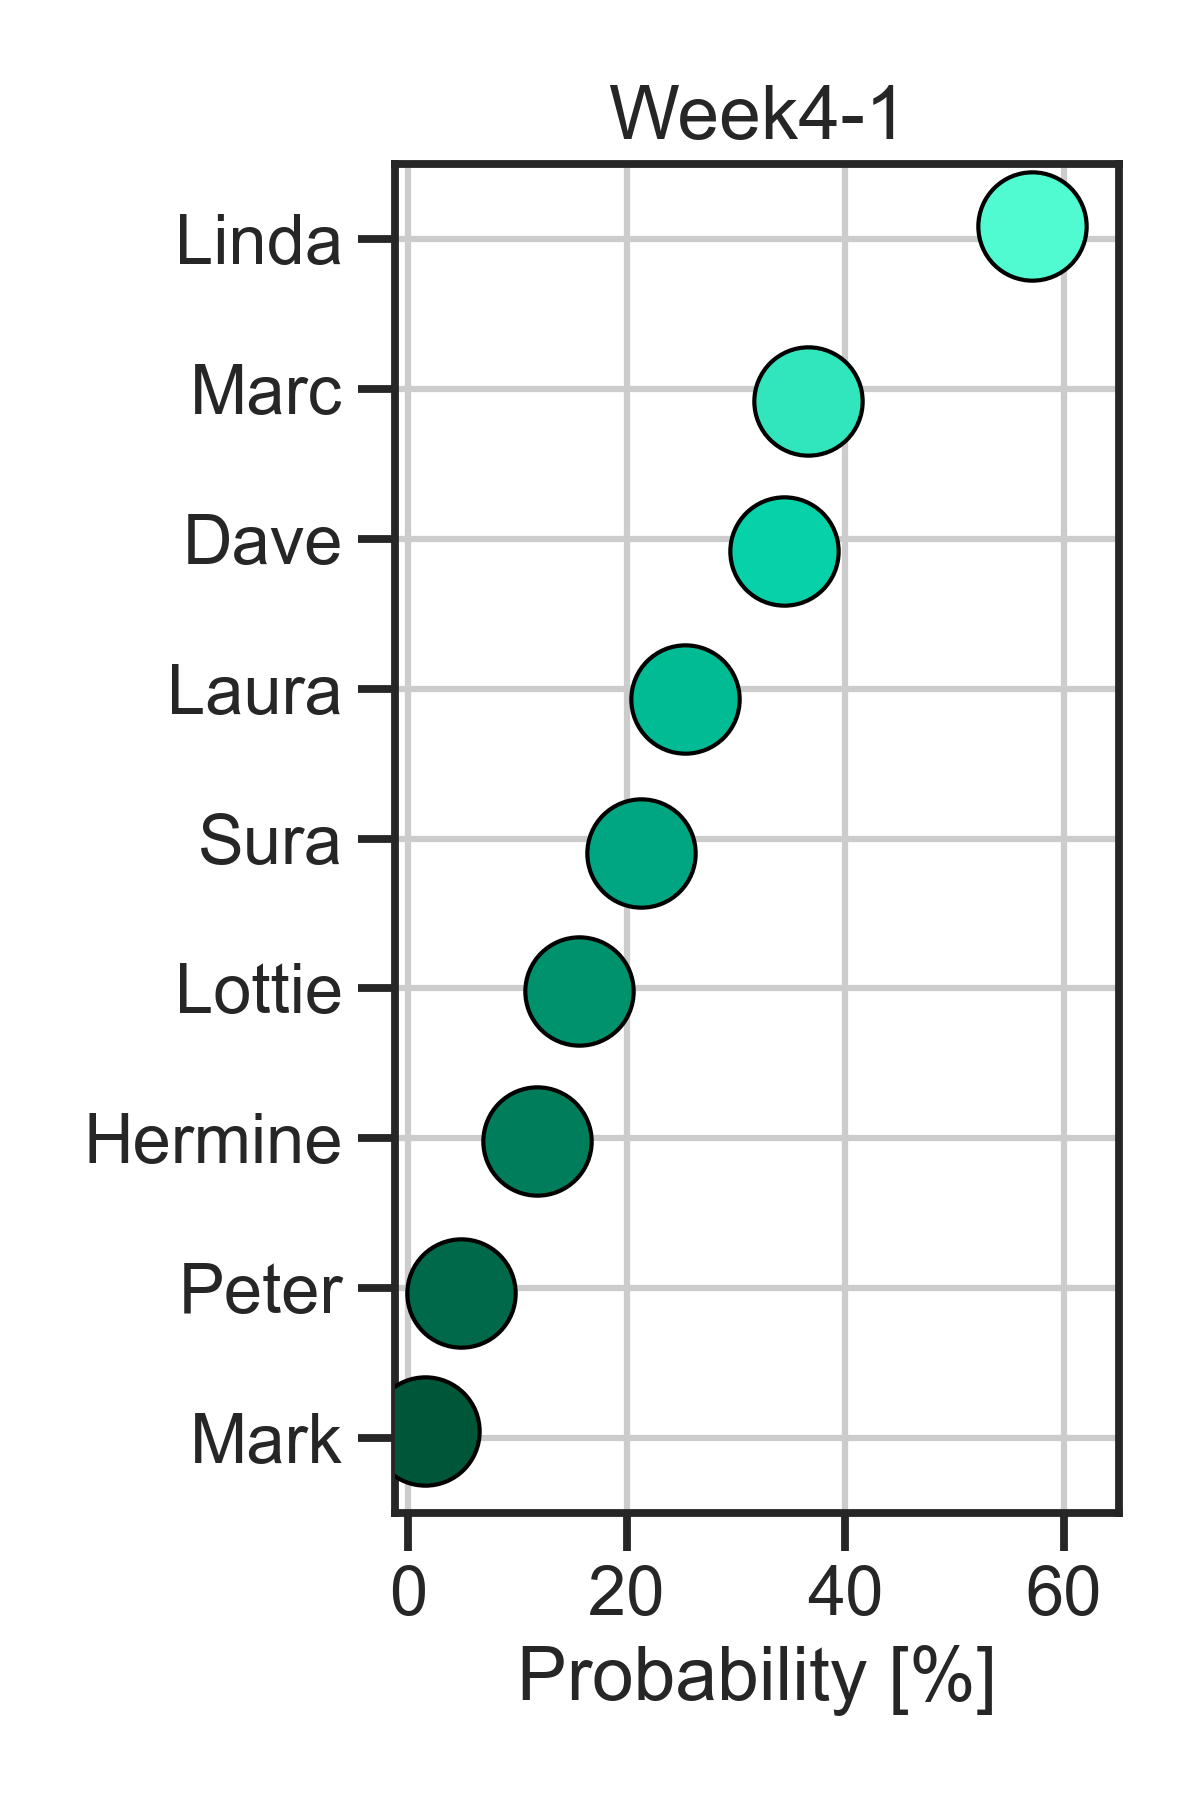 Week4-1
Linda
Marc
Dave
Laura
Sura
Lottie
Hermine
Peter
Mark
0 20 40 60
Probability [%]